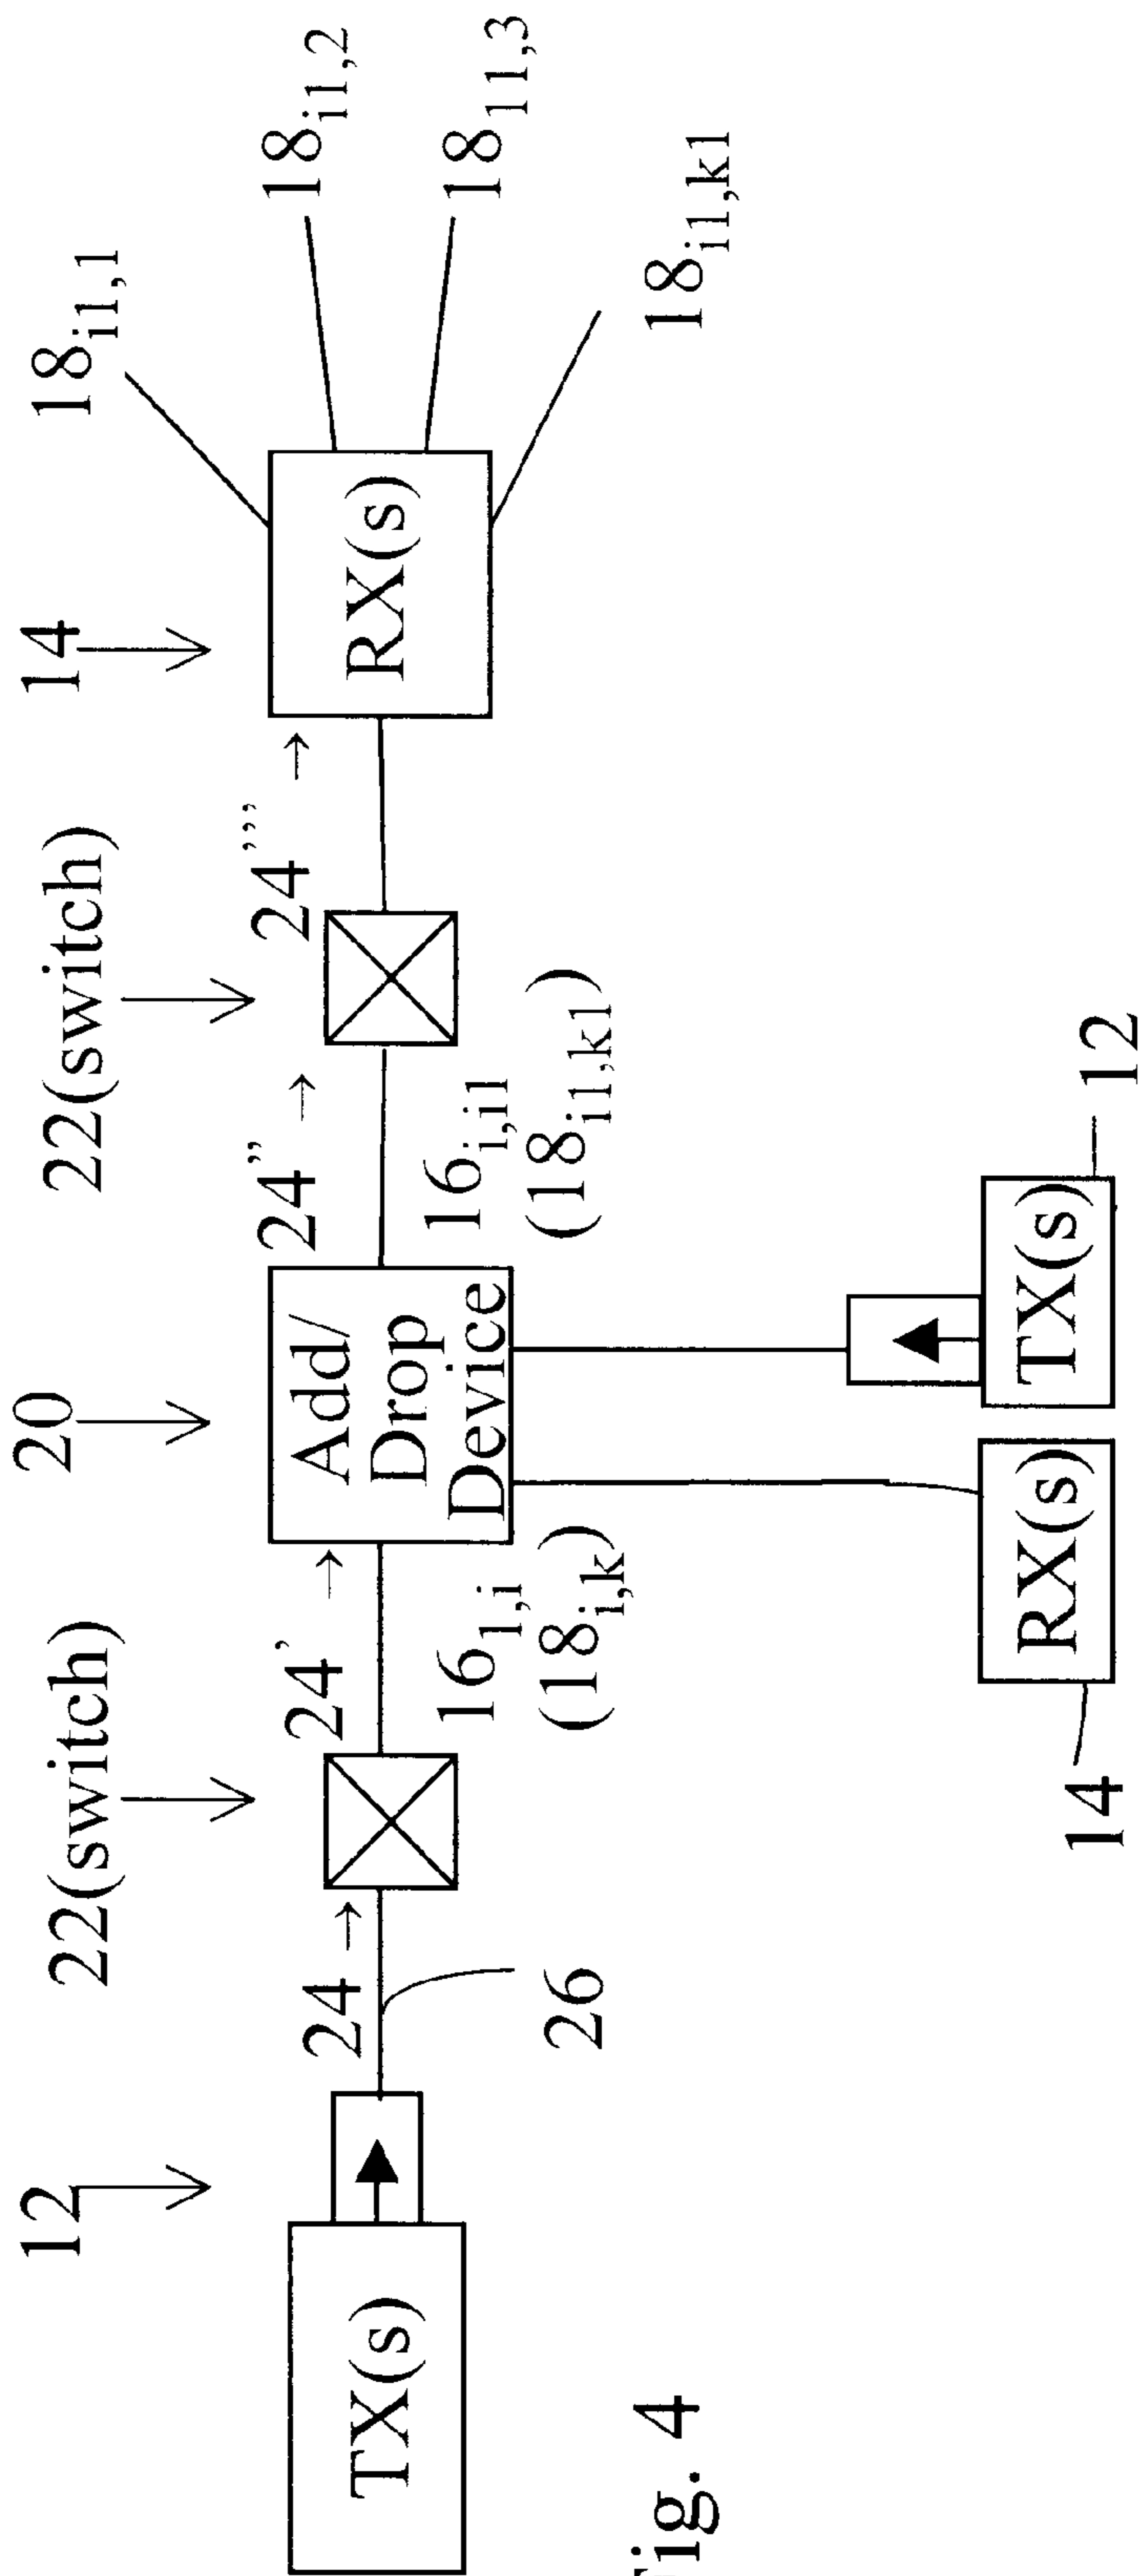 12
22(switch)
20
22(switch)
14
18i1,1
18i1,2
1811,3
18i1,k1
TX(s)
24 →
26
24' →
161,i
(18i,k)
Add/
Drop
Device
24'' →
16i,i1
(18i1,k1)
24'''' →
RX(s)
14
RX(s)
TX(s)
12
Fig. 4